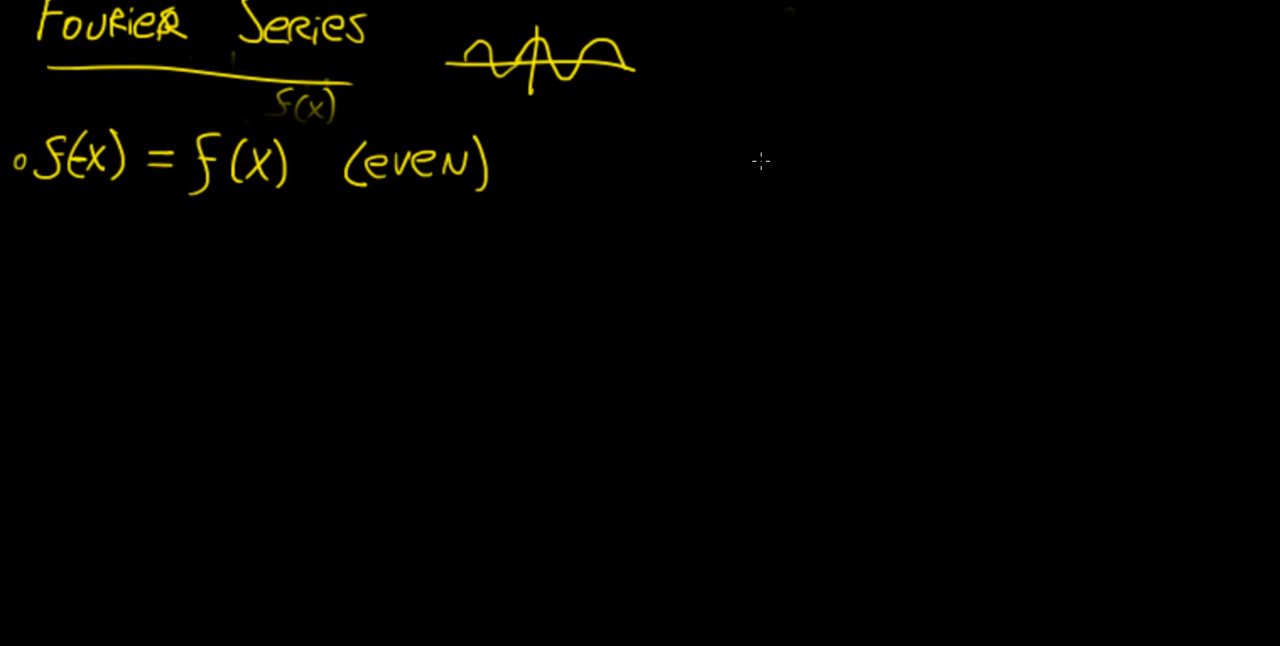 Fourier Series
f(x)
f(-x) = f(x) (even)